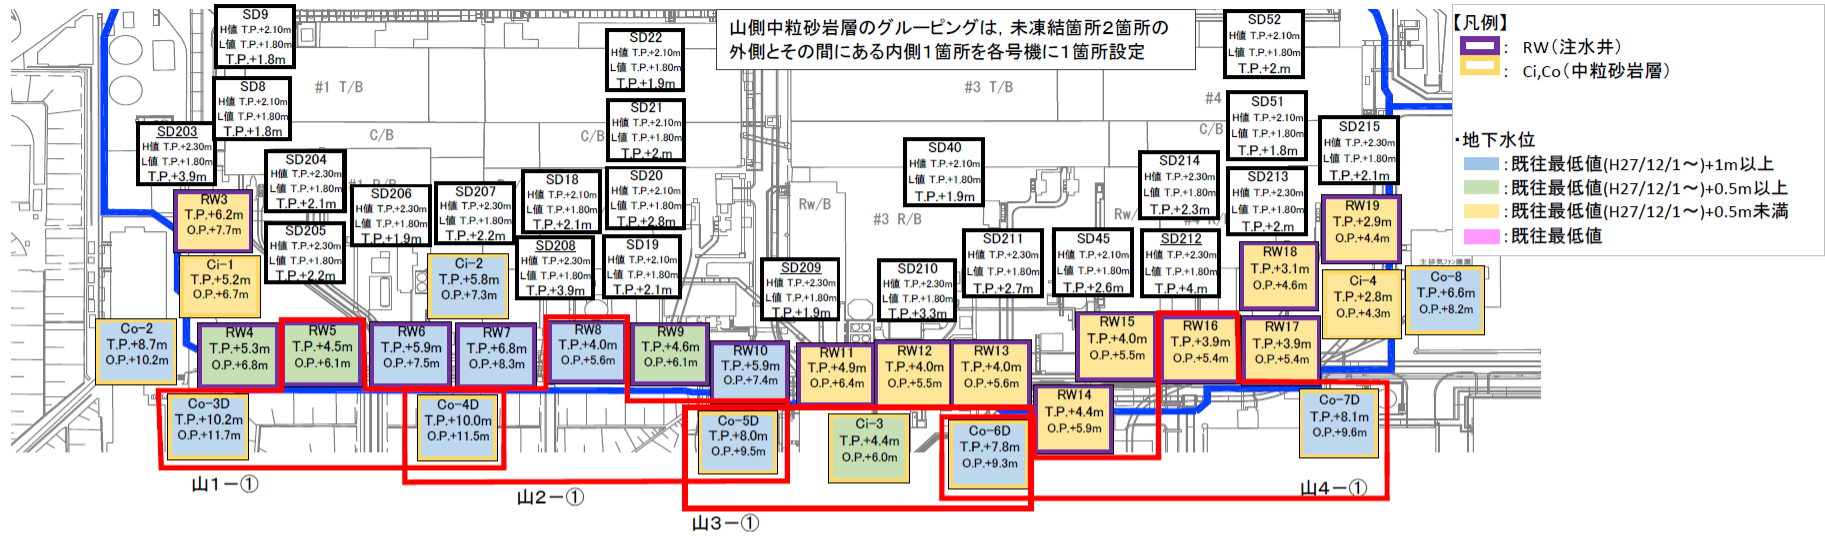 山側中粒砂岩層のグルーピングは，未凍結箇所２箇所の
外側とその間にある内側１箇所を各号機に１箇所設定
【凡例】
： RW（注水井）
： Ci,Co（中粒砂岩層）
・地下水位
：既往最低値(H27/12/1～)+1m以上
：既往最低値(H27/12/1～)+0.5m以上
：既往最低値(H27/12/1～)+0.5m未満
：既往最低値
SD9
H値 T.P.+2.10m
L値 T.P.+1.80m
T.P.+1.8m
SD8
H値 T.P.+2.10m
L値 T.P.+1.80m
T.P.+1.8m
SD203
H値 T.P.+2.30m
L値 T.P.+1.80m
T.P.+3.9m
SD204
H値 T.P.+2.30m
L値 T.P.+1.80m
T.P.+2.1m
SD205
H値 T.P.+2.30m
L値 T.P.+1.80m
T.P.+2.2m
SD206
H値 T.P.+2.30m
L値 T.P.+1.80m
T.P.+1.9m
SD207
H値 T.P.+2.30m
L値 T.P.+1.80m
T.P.+2.2m
SD18
H値 T.P.+2.10m
L値 T.P.+1.80m
T.P.+2.1m
SD208
H値 T.P.+2.30m
L値 T.P.+1.80m
T.P.+3.9m
SD22
H値 T.P.+2.10m
L値 T.P.+1.80m
T.P.+1.9m
SD21
H値 T.P.+2.10m
L値 T.P.+1.80m
T.P.+2.m
SD20
H値 T.P.+2.10m
L値 T.P.+1.80m
T.P.+2.8m
SD19
H値 T.P.+2.10m
L値 T.P.+1.80m
T.P.+2.1m
SD209
H値 T.P.+2.30m
L値 T.P.+1.80m
T.P.+1.9m
SD40
H値 T.P.+2.10m
L値 T.P.+1.80m
T.P.+1.9m
SD210
H値 T.P.+2.30m
L値 T.P.+1.80m
T.P.+3.3m
SD211
H値 T.P.+2.30m
L値 T.P.+1.80m
T.P.+2.7m
SD45
H値 T.P.+2.10m
L値 T.P.+1.80m
T.P.+2.6m
SD214
H値 T.P.+2.30m
L値 T.P.+1.80m
T.P.+2.3m
SD212
H値 T.P.+2.30m
L値 T.P.+1.80m
T.P.+4.m
SD52
H値 T.P.+2.10m
L値 T.P.+1.80m
T.P.+2.m
SD51
H値 T.P.+2.10m
L値 T.P.+1.80m
T.P.+1.8m
SD213
H値 T.P.+2.30m
L値 T.P.+1.80m
T.P.+2.m
SD215
H値 T.P.+2.30m
L値 T.P.+1.80m
T.P.+2.1m
#1 T/B
C/B
C/B
#3 T/B
#4
C/B
Rw/B
#3 R/B
Rw/
主排気ファン
RW3
T.P.+6.2m
O.P.+7.7m
Ci-1
T.P.+5.2m
O.P.+6.7m
Ci-2
T.P.+5.8m
O.P.+7.3m
Co-2
T.P.+8.7m
O.P.+10.2m
RW4
T.P.+5.3m
O.P.+6.8m
RW5
T.P.+4.5m
O.P.+6.1m
RW6
T.P.+5.9m
O.P.+7.5m
RW7
T.P.+6.8m
O.P.+8.3m
RW8
T.P.+4.0m
O.P.+5.6m
RW9
T.P.+4.6m
O.P.+6.1m
RW10
T.P.+5.9m
O.P.+7.4m
RW11
T.P.+4.9m
O.P.+6.4m
RW12
T.P.+4.0m
O.P.+5.5m
RW13
T.P.+4.0m
O.P.+5.6m
RW14
T.P.+4.4m
O.P.+5.9m
RW15
T.P.+4.0m
O.P.+5.5m
RW16
T.P.+3.9m
O.P.+5.4m
RW17
T.P.+3.9m
O.P.+5.4m
RW18
T.P.+3.1m
O.P.+4.6m
RW19
T.P.+2.9m
O.P.+4.4m
Ci-4
T.P.+2.8m
O.P.+4.3m
Co-8
T.P.+6.6m
O.P.+8.2m
Co-3D
T.P.+10.2m
O.P.+11.7m
Co-4D
T.P.+10.0m
O.P.+11.5m
Co-5D
T.P.+8.0m
O.P.+9.5m
Ci-3
T.P.+4.4m
O.P.+6.0m
Co-6D
T.P.+7.8m
O.P.+9.3m
Co-7D
T.P.+8.1m
O.P.+9.6m
山１－①
山２－①
山３－①
山４－①